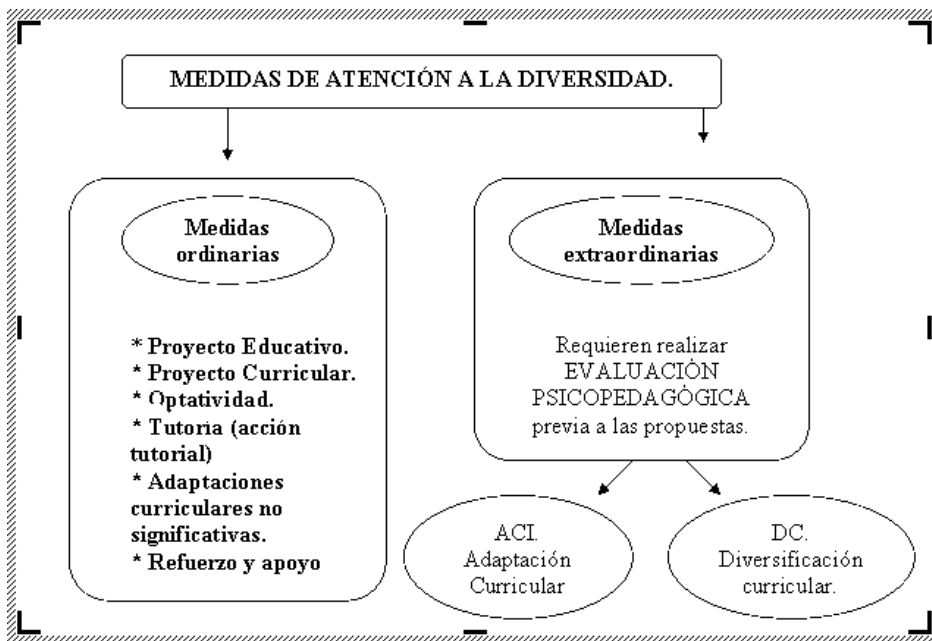 MEDIDAS DE ATENCIÓN A LA DIVERSIDAD.
Medidas
ordinarias
* Proyecto Educativo.
* Proyecto Curricular.
* Optatividad.
* Tutoría (acción
tutorial)
* Adaptaciones
curriculares no
significativas.
* Refuerzo y apoyo
Medidas
extraordinarias
Requieren realizar
EVALUACIÓN
PSICOPEDAGÓGICA
previa a las propuestas.
ACI.
Adaptación
Curricular
DC.
Diversificación
curricular.